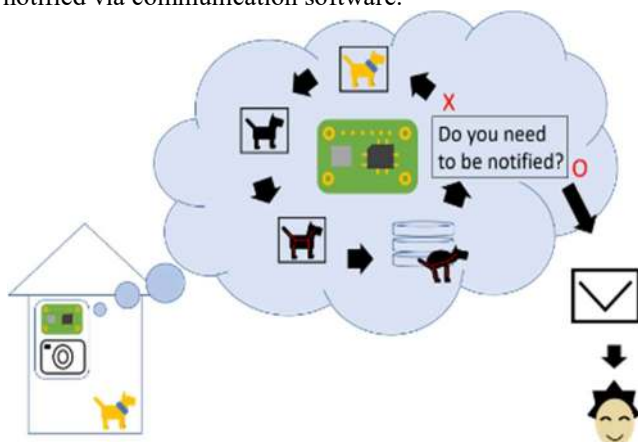 notified via communication software.
X
Do you need
to be notified?
O